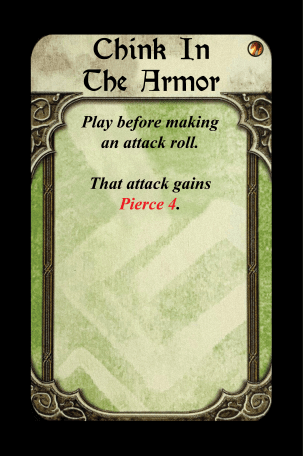 Chink In
The Armor
Play before making
an attack roll.
That attack gains
Pierce 4.